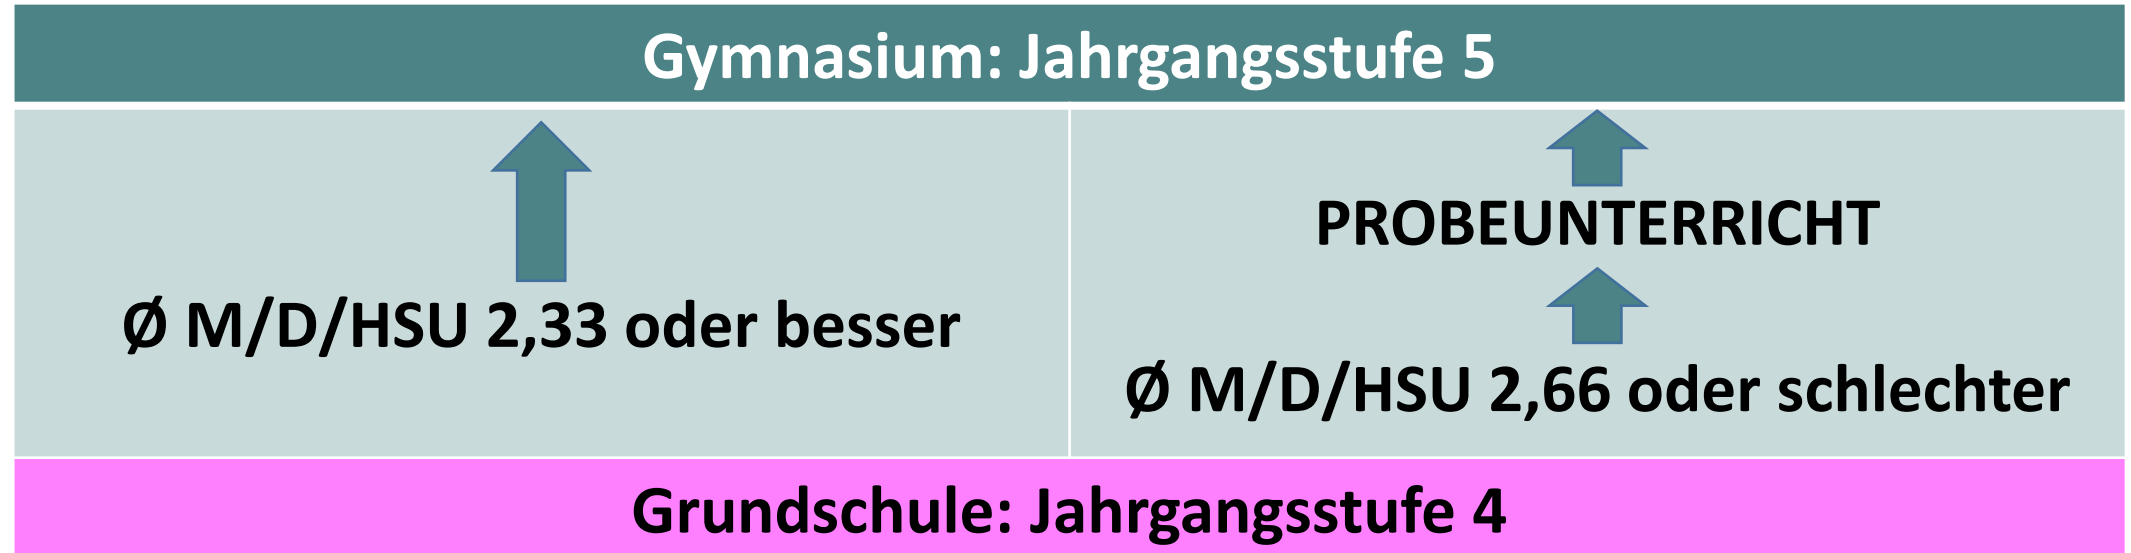 Gymnasium: Jahrgangsstufe 5
Ø M/D/HSU 2,33 oder besser
PROBEUNTERRICHT
Ø M/D/HSU 2,66 oder schlechter
Grundschule: Jahrgangsstufe 4